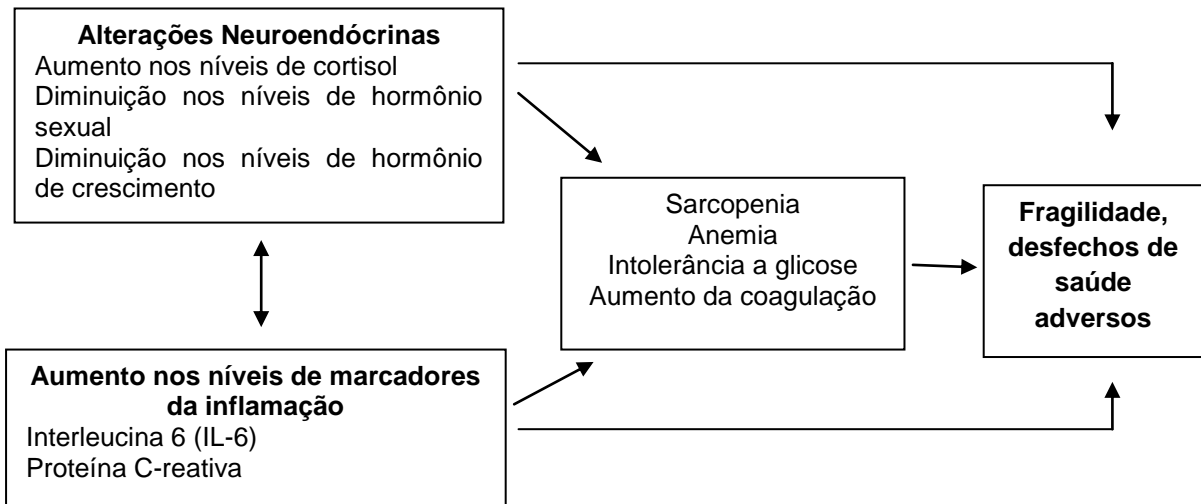 Alterações Neuroendócrinas
Aumento nos níveis de cortisol
Diminuição nos níveis de hormônio
sexual
Diminuição nos níveis de hormônio
de crescimento
Sarcopenia
Anemia
Intolerância a glicose
Aumento da coagulação
Fragilidade,
desfechos de
saúde
adversos
Aumento nos níveis de marcadores
da inflamação
Interleucina 6 (IL-6)
Proteína C-reativa